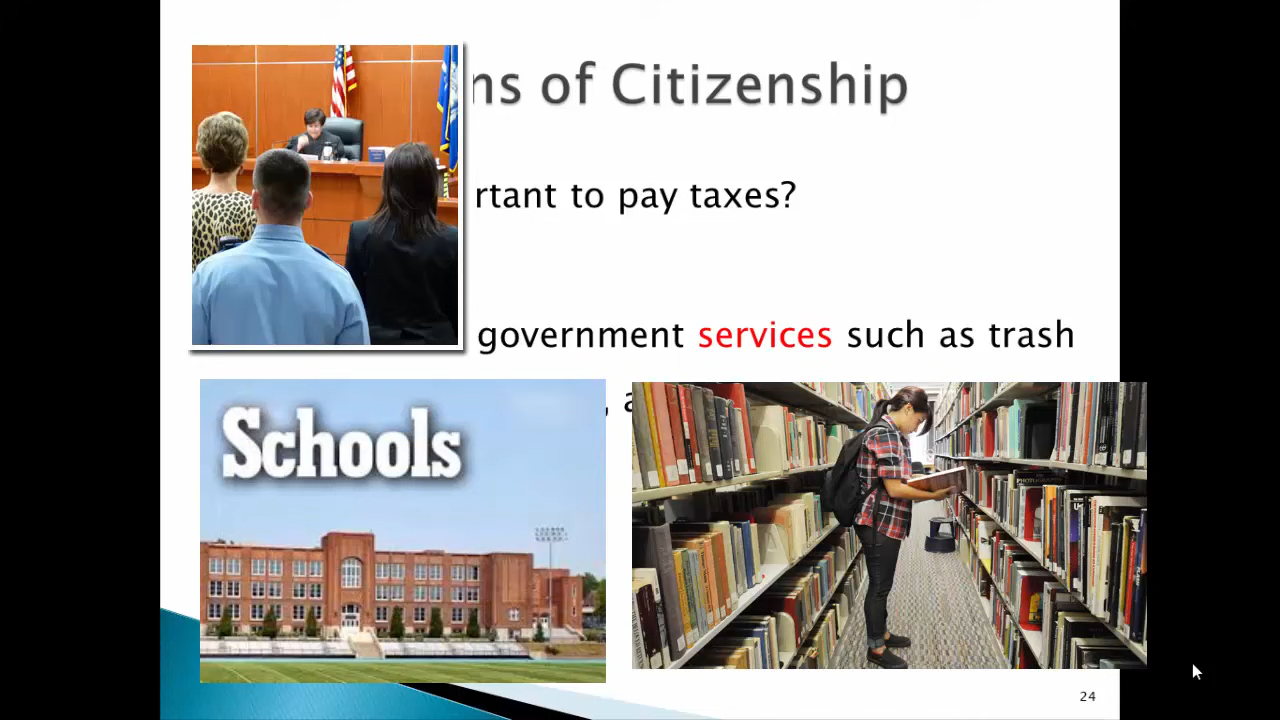 ns of Citizenship
rtant to pay taxes?
government services such as trash
, a
Schools
24